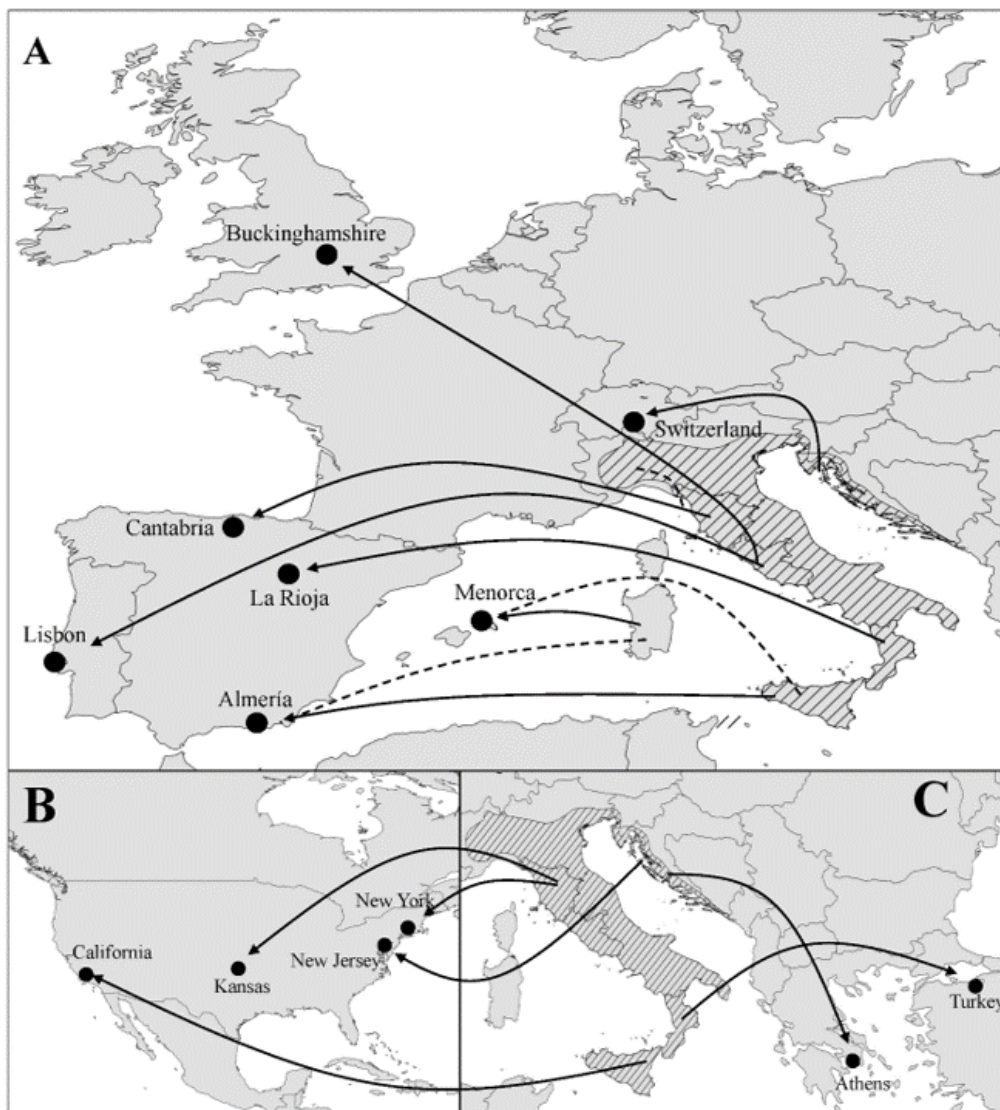 A
Buckinghamshire
Switzerland
Cantabria
La Rioja
Menorca
Lisbon
Almería
B
C
New York
California
New Jersey
Kansas
Turkey
Athens